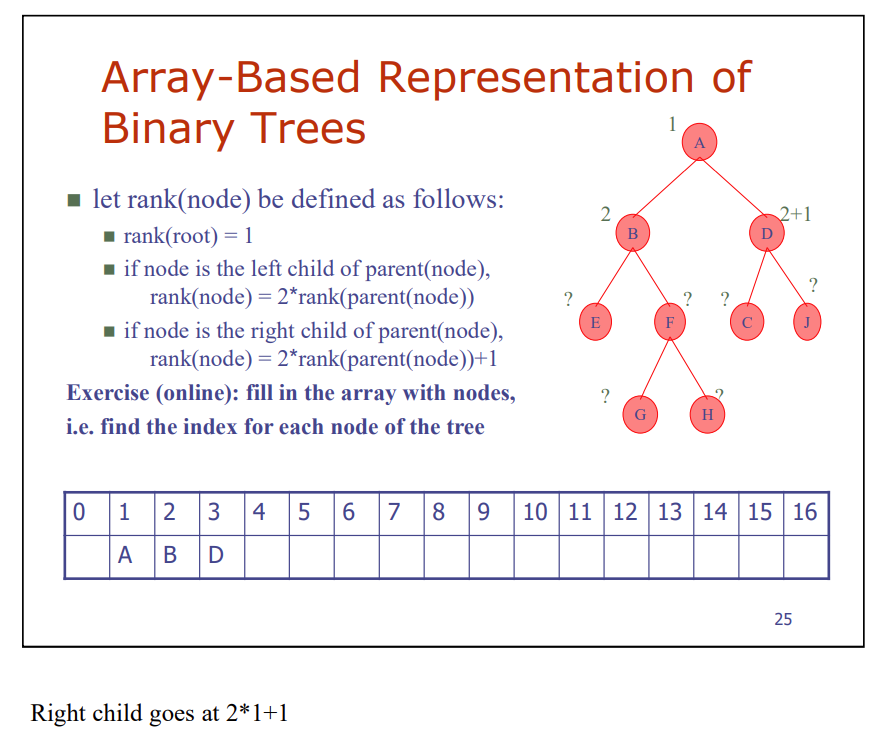 Array-Based Representation of
Binary Trees
let rank(node) be defined as follows:
rank(root) = 1
if node is the left child of parent(node),
rank(node) = 2*rank(parent(node))
if node is the right child of parent(node),
rank(node) = 2*rank(parent(node))+1
Exercise (online): fill in the array with nodes,
i.e. find the index for each node of the tree
1
A
2 B D 2+1
? E F ? ? C J ?
? G H ?
0 1 2 3 4 5 6 7 8 9 10 11 12 13 14 15 16
A B D
25
Right child goes at 2*1+1